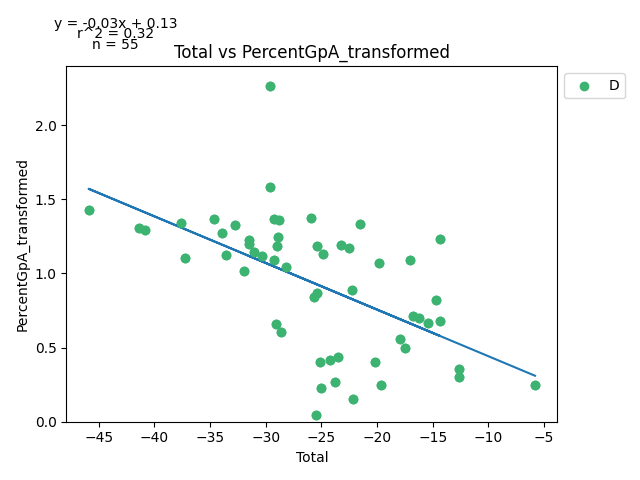 y = -0.03x + 0.13
r^2 = 0.32
n = 55
Total vs PercentGpA_transformed
D
PercentGpA_transformed
2.0
1.5
1.0
0.5
0.0
−45 −40 −35 −30 −25 −20 −15 −10 −5
Total